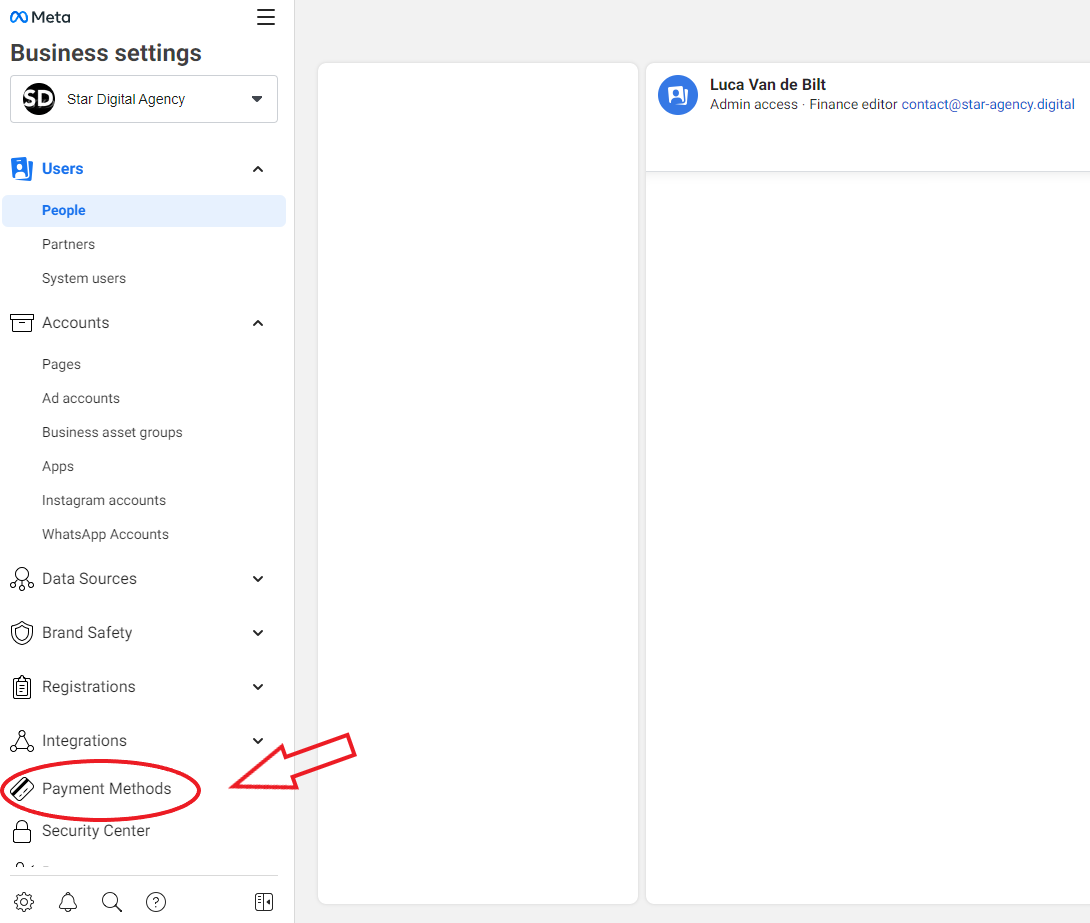 Meta
Business settings
SD
Star Digital Agency
Users
People
Partners
System users
Accounts
Pages
Ad accounts
Business asset groups
Apps
Instagram accounts
WhatsApp Accounts
Data Sources
Brand Safety
Registrations
Integrations
Payment Methods
Security Center
Luca Van de Bilt
Admin access · Finance editor contact@star-agency.digital